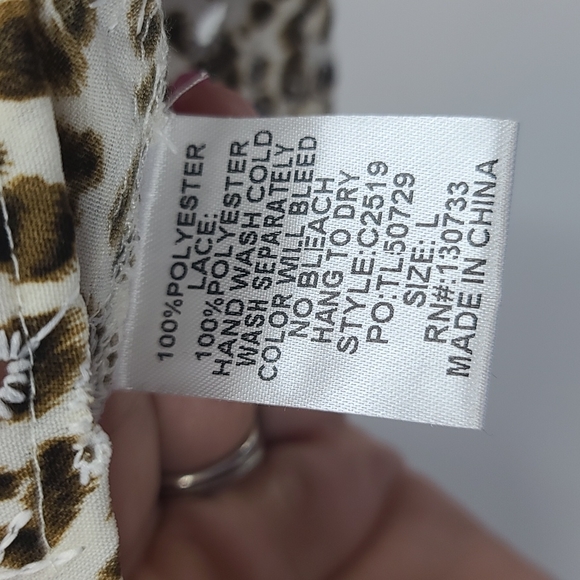 100%POLYESTER
LACE:
100%POLYESTER
HAND WASH COLD
WASH SEPARATELY
COLOR WILL BLEED
NO BLEACH
HANG TO DRY
STYLE:C2519
PO:TL50729
SIZE: L
RN#:130733
MADE IN CHINA